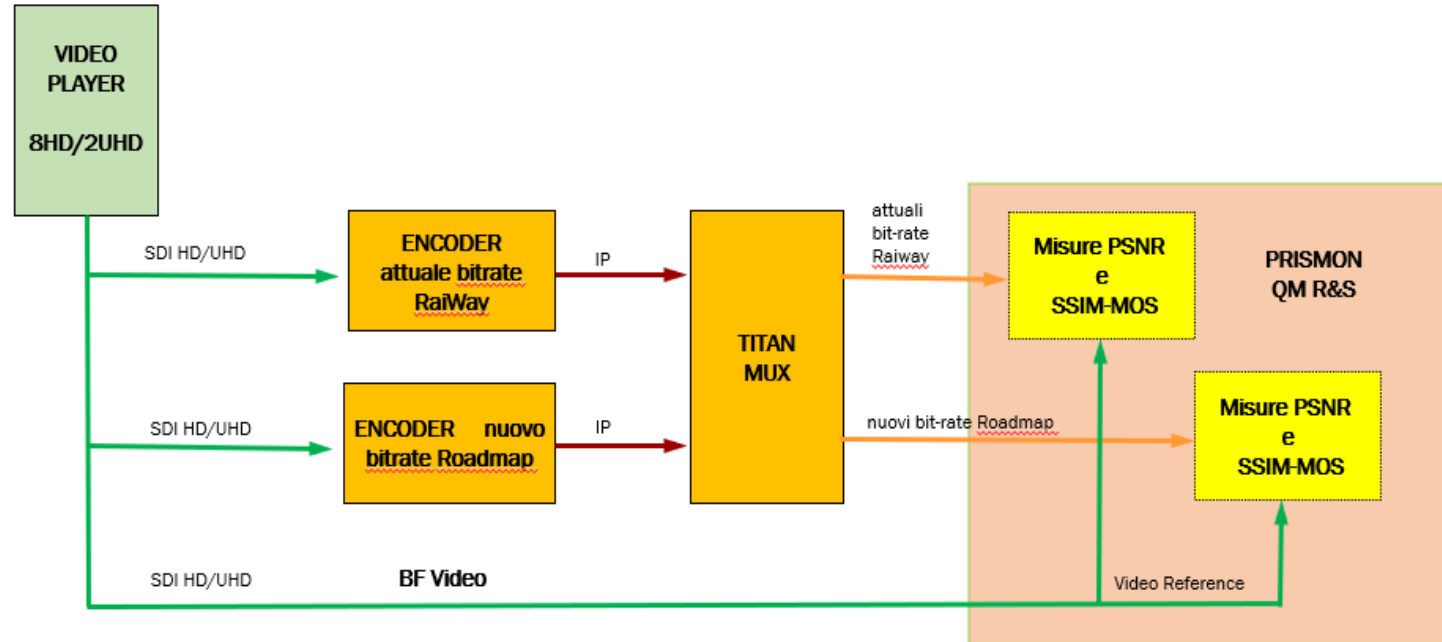 VIDEO
PLAYER
8HD/2UHD
SDI HD/UHD
ENCODER
attuale bitrate
RaiWay
IP
TITAN
MUX
attuali
bit-rate
Raiway
Misure PSNR
e
SSIM-MOS
PRISMON
QM R&S
SDI HD/UHD
ENCODER nuovo
bitrate Roadmap
IP
nuovi bit-rate Roadmap
Misure PSNR
e
SSIM-MOS
SDI HD/UHD
BF Video
Video Reference